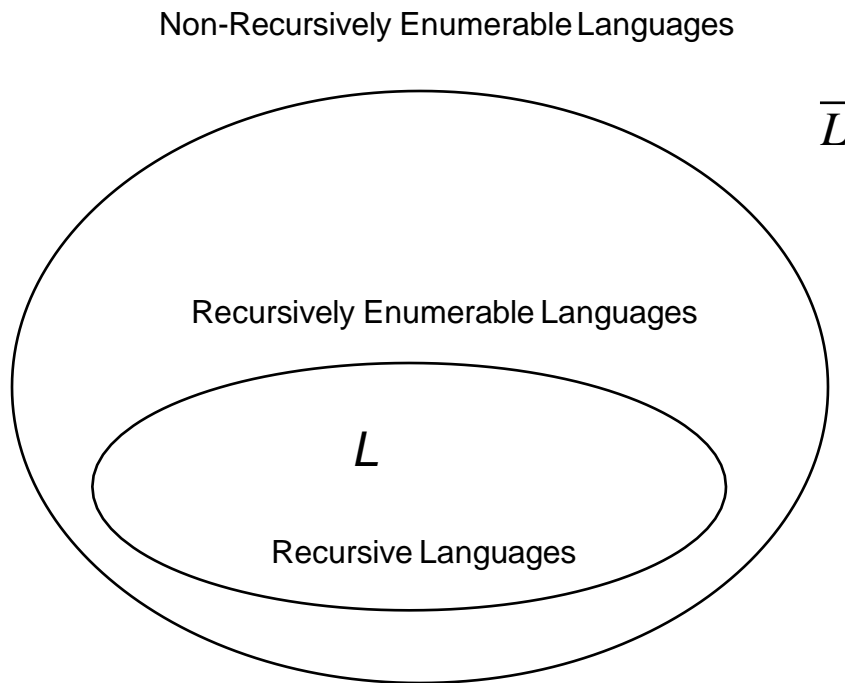 Non-Recursively Enumerable Languages
L̅
Recursively Enumerable Languages
L
Recursive Languages